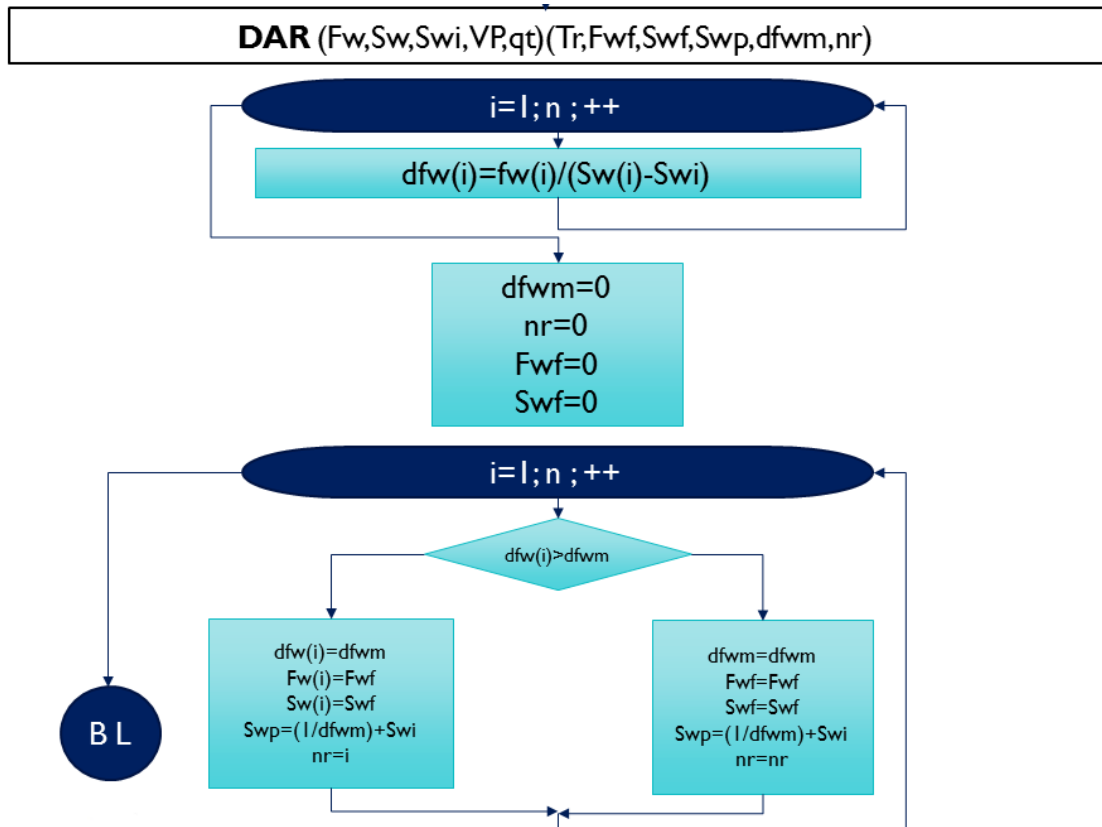 DAR (Fw,Sw,Swi,VP,qt)(Tr,Fwf,Swf,Swp,dfwm,nr)
i=1; n ; ++
dfw(i)=fw(i)/(Sw(i)-Swi)
dfwm=0
nr=0
Fwf=0
Swf=0
i=1; n ; ++
dfw(i)>dfwm
dfw(i)=dfwm
Fw(i)=Fwf
Sw(i)=Swf
Swp=(1/dfwm)+Swi
nr=i
dfwm=dfwm
Fwf=Fwf
Swf=Swf
Swp=(1/dfwm)+Swi
nr=nr
B L